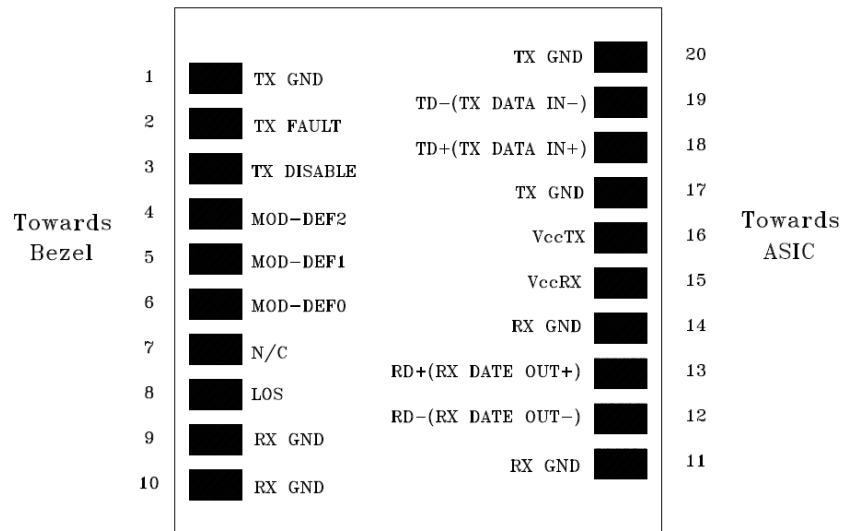 1 TX GND
2 TX FAULT
3 TX DISABLE
4 MOD-DEF2
5 MOD-DEF1
6 MOD-DEF0
7 N/C
8 LOS
9 RX GND
10 RX GND
Towards
Bezel
TX GND 20
TD-(TX DATA IN-) 19
TD+(TX DATA IN+) 18
TX GND 17
VccTX 16
VccRX 15
RX GND 14
RD+(RX DATE OUT+) 13
RD-(RX DATE OUT-) 12
RX GND 11
Towards
ASIC